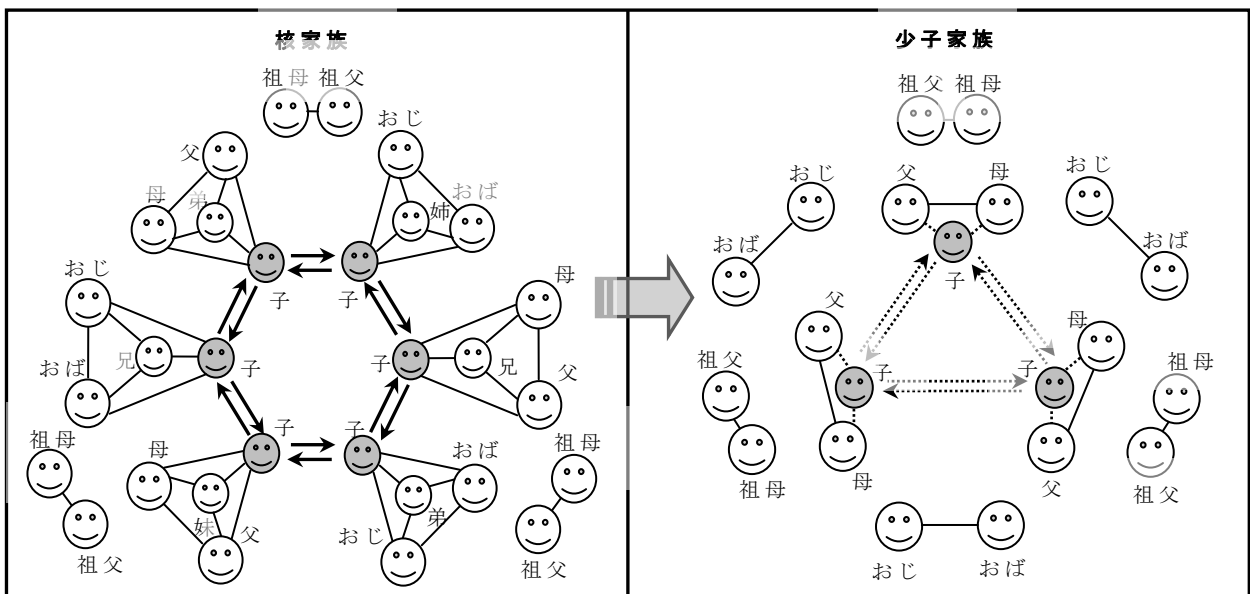 核家族
祖母 祖父
おじ
父
おば
母
弟
姉
子
子
おじ
母
兄
子
子
兄
おば
父
子
子
祖母
母
おば
祖母
妹
父
おじ
弟
祖父
祖父
少子家族
祖父 祖母
おじ
父
母
おじ
おば
おば
子
父
母
祖父
子
子
祖母
母
祖母
父
祖父
おじ
おば